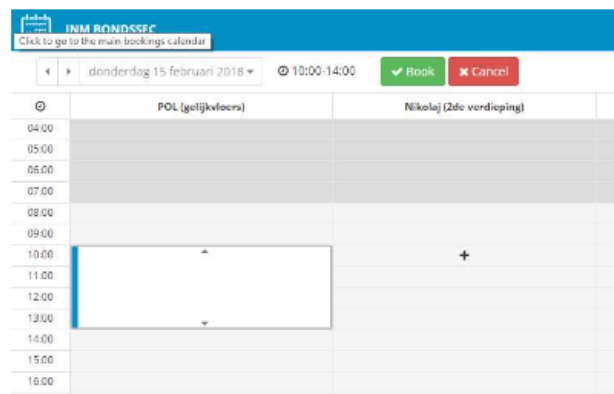 INM BONDSSEC
Click to go to the main bookings calendar
donderdag 15 februari 2018
10:00-14:00
Book
Cancel
POL (gelijkvloers)
Nikolaj (2de verdieping)
04:00
05:00
06:00
07:00
08:00
09:00
10:00
11:00
12:00
13:00
14:00
15:00
16:00